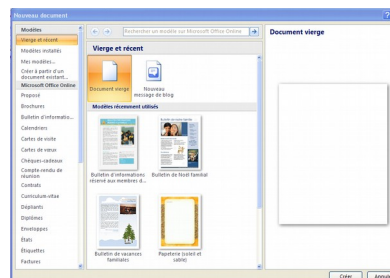 Nouveau document
Modèles
Vierge et récent
Modèles installés
Mes modèles...
Créer à partir d'un
document existant...
Microsoft Office Online
Proposé
Brochures
Bulletin d'informatio...
Calendriers
Cartes de visite
Cartes de vœux
Chèques-cadeaux
Compte-rendu de
réunion
Contrats
Curriculum-vitae
Dépliants
Diplômes
Enveloppes
États
Étiquettes
Factures
Rechercher un modèle sur Microsoft Office Online
Vierge et récent
Document vierge
Nouveau
message de blog
Modèles récemment utilisés
Bulletin d'informations
réservé aux membres d...
Bulletin de Noël familial
Bulletin de vacances
familiales
Papeterie (soleil et
sable)
Document vierge
Créer
Annule